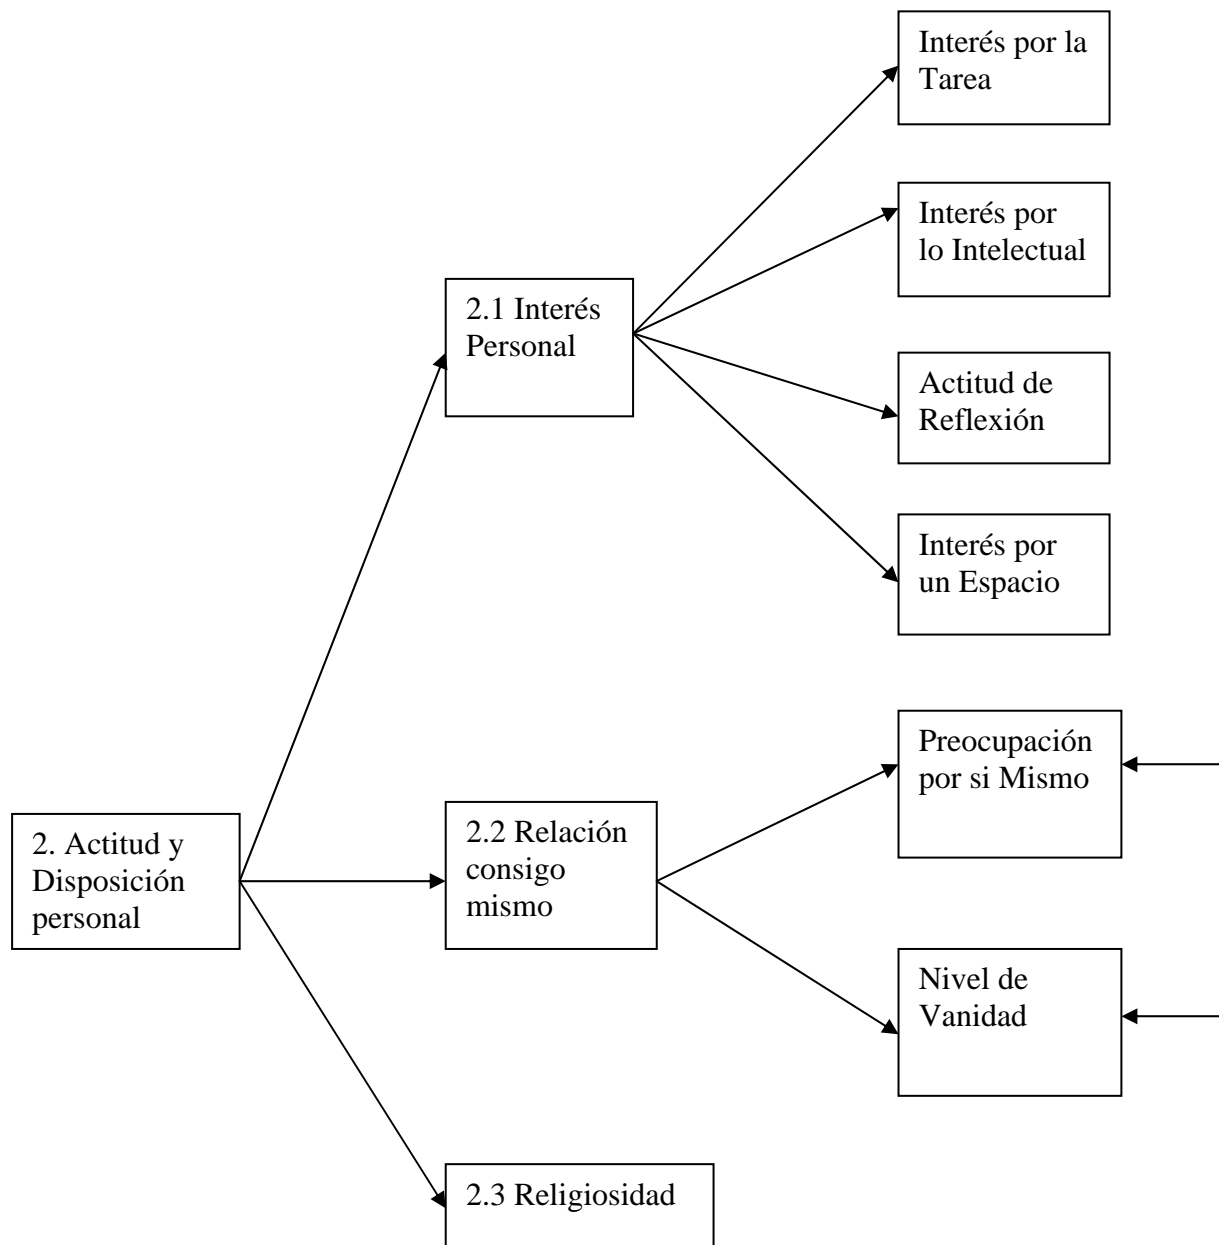 Interés por la
Tarea
Interés por
lo Intelectual
2.1 Interés
Personal
Actitud de
Reflexión
Interés por
un Espacio
Preocupación
por si Mismo
2. Actitud y
Disposición
personal
2.2 Relación
consigo
mismo
Nivel de
Vanidad
2.3 Religiosidad